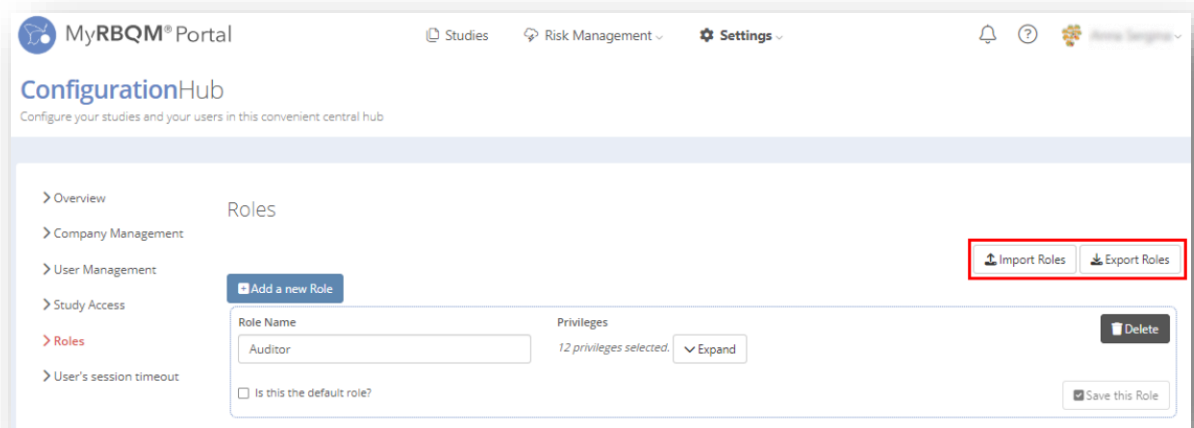 MyRBQM® Portal
Studies
Risk Management
Settings
ConfigurationHub
Configure your studies and your users in this convenient central hub
Overview
Company Management
User Management
Study Access
Roles
User's session timeout
Roles
Import Roles
Export Roles
Add a new Role
Role Name
Privileges
Delete
Auditor
12 privileges selected.
Expand
Is this the default role?
Save this Role